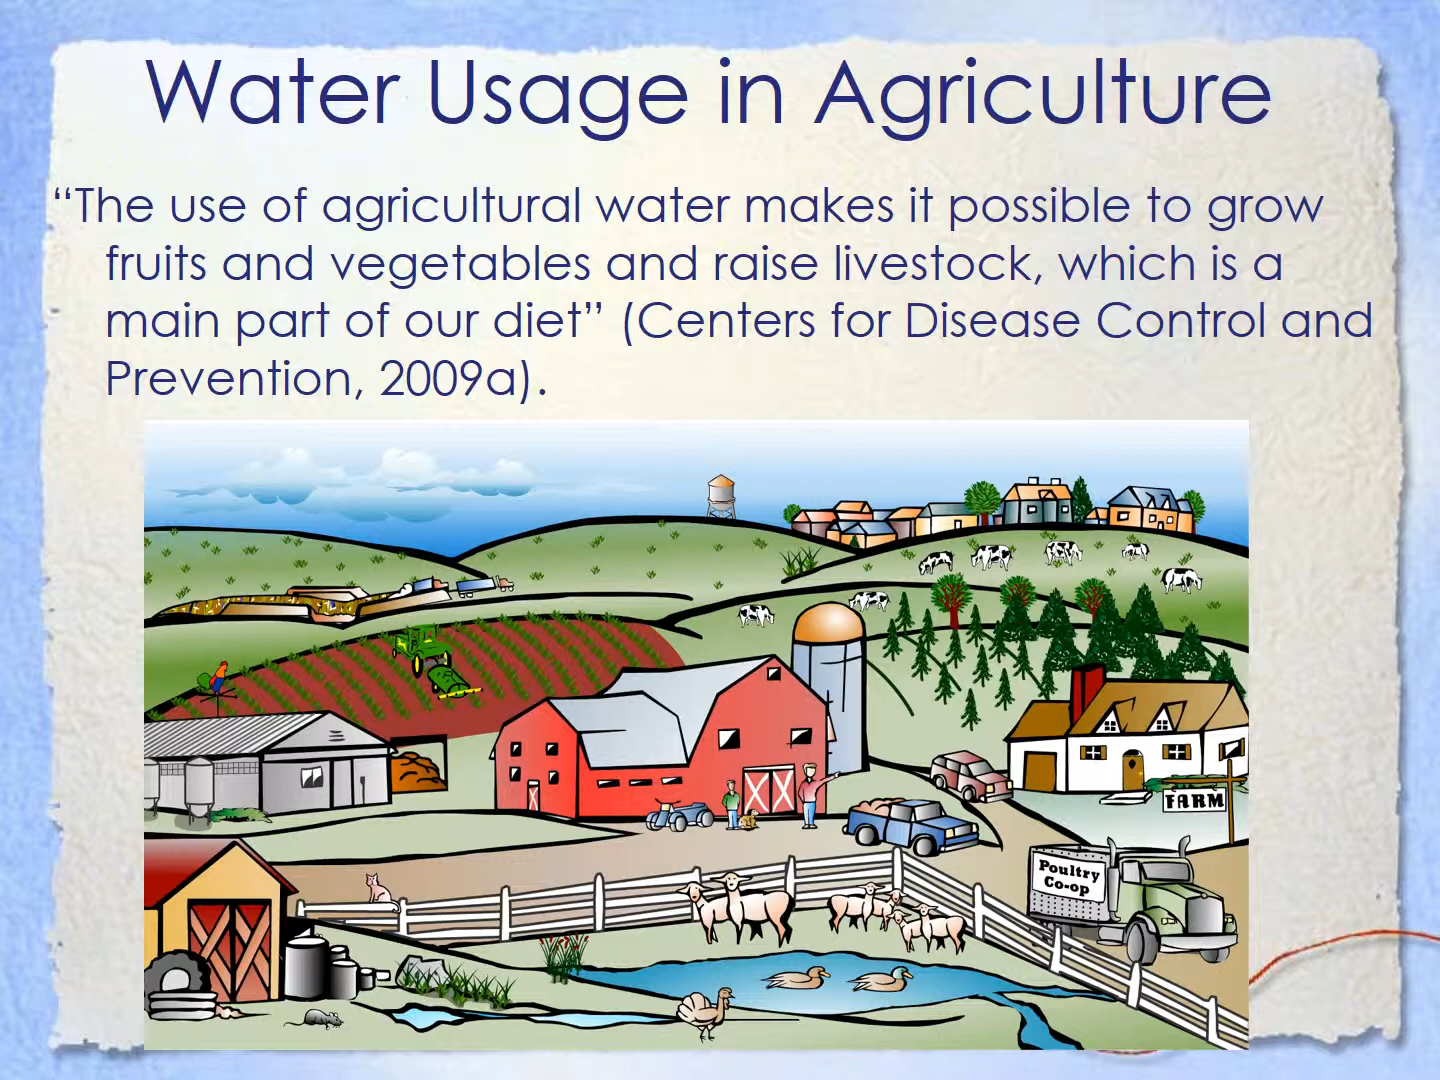 Water Usage in Agriculture
“The use of agricultural water makes it possible to grow
fruits and vegetables and raise livestock, which is a
main part of our diet” (Centers for Disease Control and
Prevention, 2009a).
FARM
Poultry
Co-op